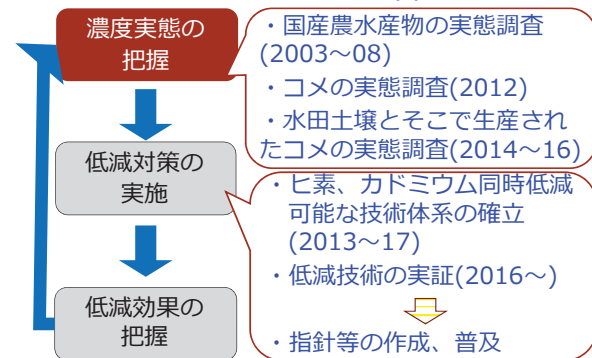 濃度実態の
把握
・国産農水産物の実態調査
(2003～08)
・コメの実態調査(2012)
・水田土壌とそこで生産され
たコメの実態調査(2014～16)
低減対策の
実施
・ヒ素、カドミウム同時低減
可能な技術体系の確立
(2013～17)
・低減技術の実証(2016～)
・指針等の作成、普及
低減効果の
把握